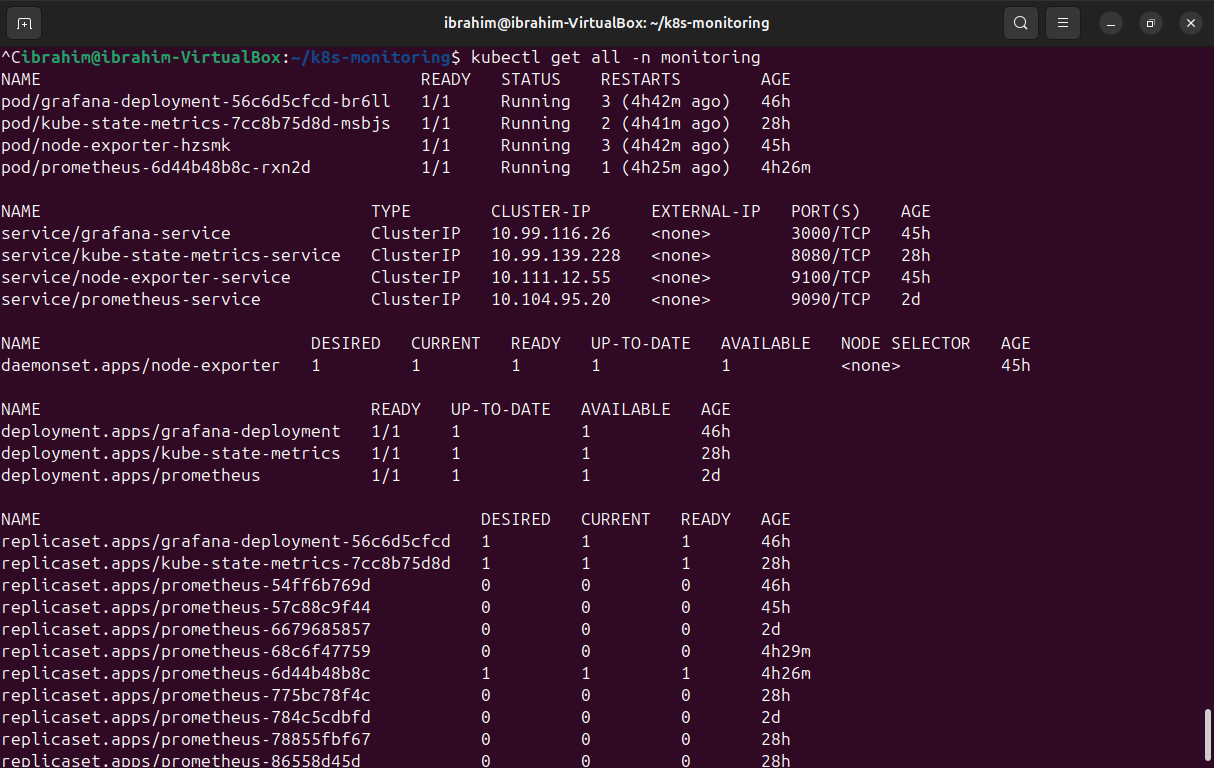 ibrahim@ibrahim-VirtualBox: ~/k8s-monitoring
^Cibrahim@ibrahim-VirtualBox:~/k8s-monitoring$ kubectl get all -n monitoring
NAME READY STATUS RESTARTS AGE
pod/grafana-deployment-56c6d5cfcd-br6ll 1/1 Running 3 (4h42m ago) 46h
pod/kube-state-metrics-7cc8b75d8d-msbjs 1/1 Running 2 (4h41m ago) 28h
pod/node-exporter-hzsmk 1/1 Running 3 (4h42m ago) 45h
pod/prometheus-6d44b48b8c-rxn2d 1/1 Running 1 (4h25m ago) 4h26m
NAME TYPE CLUSTER-IP EXTERNAL-IP PORT(S) AGE
service/grafana-service ClusterIP 10.99.116.26 <none> 3000/TCP 45h
service/kube-state-metrics-service ClusterIP 10.99.139.228 <none> 8080/TCP 28h
service/node-exporter-service ClusterIP 10.111.12.55 <none> 9100/TCP 45h
service/prometheus-service ClusterIP 10.104.95.20 <none> 9090/TCP 2d
NAME DESIRED CURRENT READY UP-TO-DATE AVAILABLE NODE SELECTOR AGE
daemonset.apps/node-exporter 1 1 1 1 1 <none> 45h
NAME READY UP-TO-DATE AVAILABLE AGE
deployment.apps/grafana-deployment 1/1 1 1 46h
deployment.apps/kube-state-metrics 1/1 1 1 28h
deployment.apps/prometheus 1/1 1 1 2d
NAME DESIRED CURRENT READY AGE
replicaset.apps/grafana-deployment-56c6d5cfcd 1 1 1 46h
replicaset.apps/kube-state-metrics-7cc8b75d8d 1 1 1 28h
replicaset.apps/prometheus-54ff6b769d 0 0 0 46h
replicaset.apps/prometheus-57c88c9f44 0 0 0 45h
replicaset.apps/prometheus-6679685857 0 0 0 2d
replicaset.apps/prometheus-68c6f47759 0 0 0 4h29m
replicaset.apps/prometheus-6d44b48b8c 1 1 1 4h26m
replicaset.apps/prometheus-775bc78f4c 0 0 0 28h
replicaset.apps/prometheus-784c5cdbfd 0 0 0 2d
replicaset.apps/prometheus-78855fbf67 0 0 0 28h
replicaset.apps/prometheus-86558d45d 0 0 0 28h